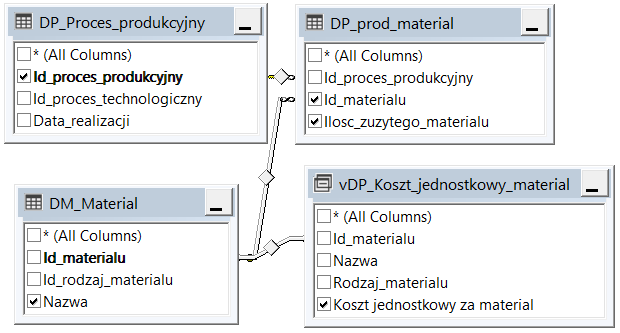 DP_Proces_produkcyjny
* (All Columns)
Id_proces_produkcyjny
Id_proces_technologiczny
Data_realizacji
DP_prod_material
* (All Columns)
Id_proces_produkcyjny
Id_materialu
Ilosc_zuzytego_materialu
DM_Material
* (All Columns)
Id_materialu
Id_rodzaj_materialu
Nazwa
vDP_Koszt_jednostkowy_material
* (All Columns)
Id_materialu
Nazwa
Rodzaj_materialu
Koszt jednostkowy za material